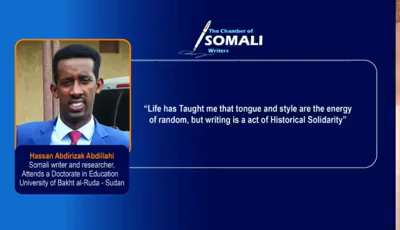 The Chamber of
SOMALI
Writers
“Life has Taught me that tongue and style are the energy
of random, but writing is a act of Historical Solidarity”
Hassan Abdirizak Abdillahi
Somali writer and researcher,
Attends a Doctorate in Education
University of Bakht al-Ruda - Sudan